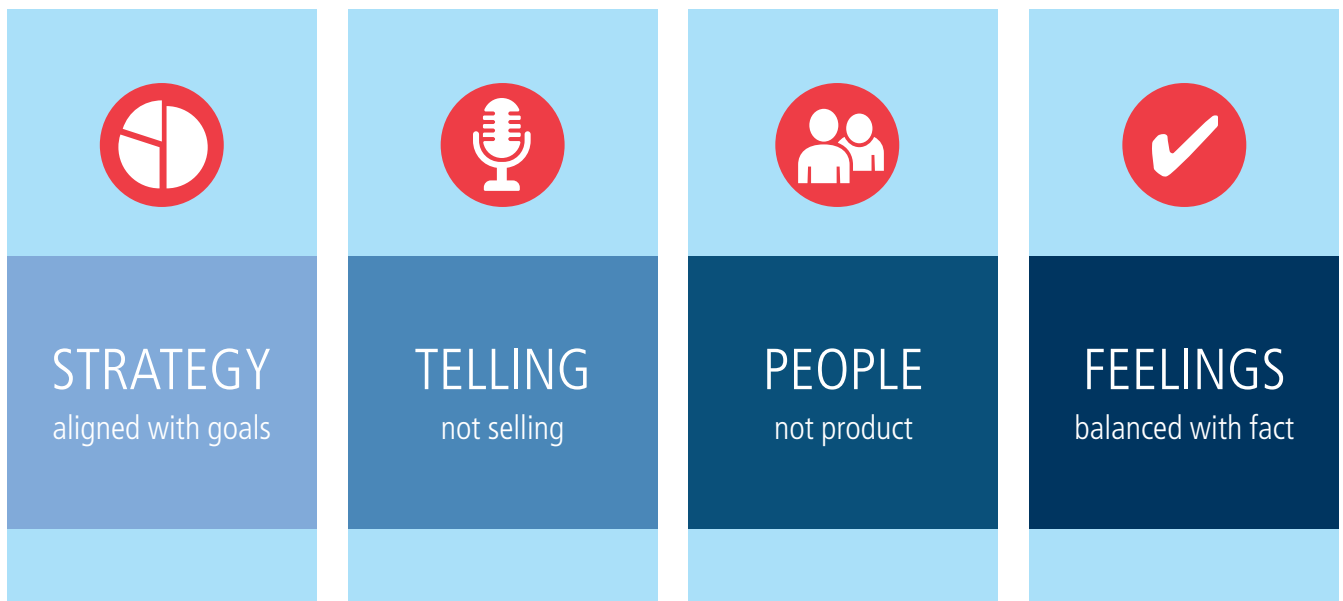 STRATEGY
aligned with goals
TELLING
not selling
PEOPLE
not product
FEELINGS
balanced with fact